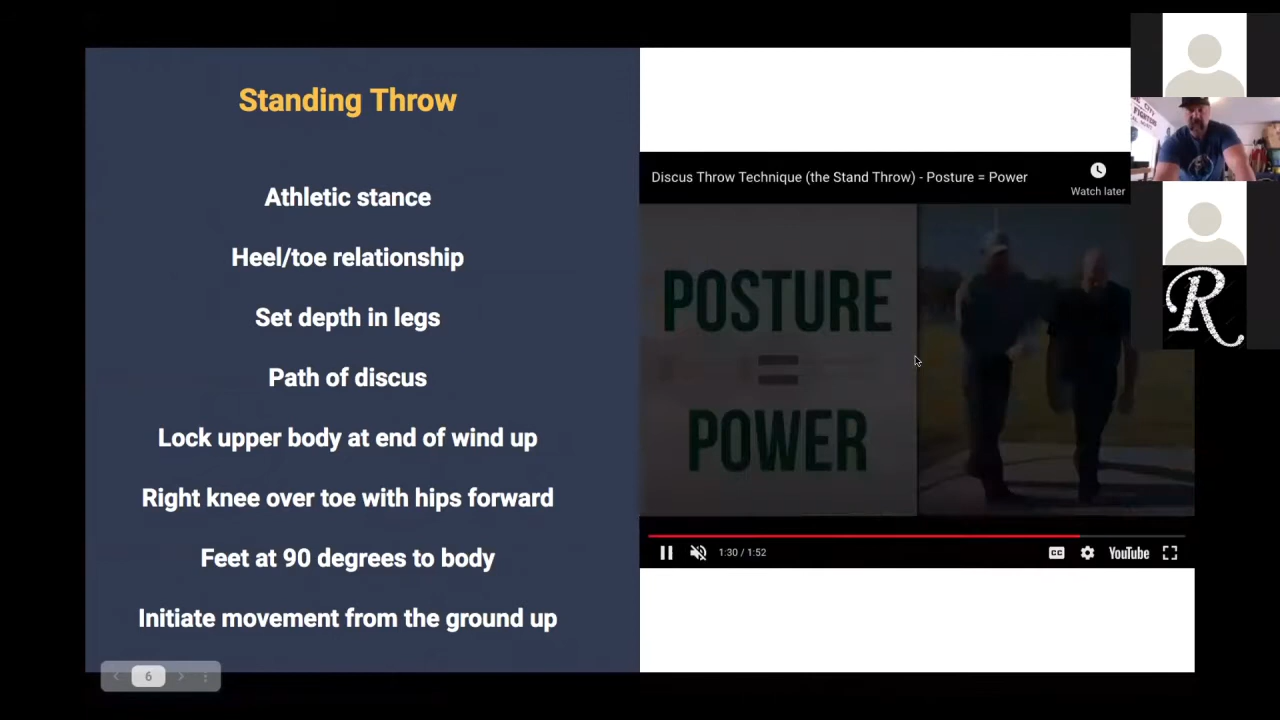 Standing Throw
Athletic stance
Heel/toe relationship
Set depth in legs
Path of discus
Lock upper body at end of wind up
Right knee over toe with hips forward
Feet at 90 degrees to body
Initiate movement from the ground up
6
Discus Throw Technique (the Stand Throw) - Posture = Power
Watch later
POSTURE
=
POWER
1:30 / 1:52
CC
YouTube
FIGHTERS
R